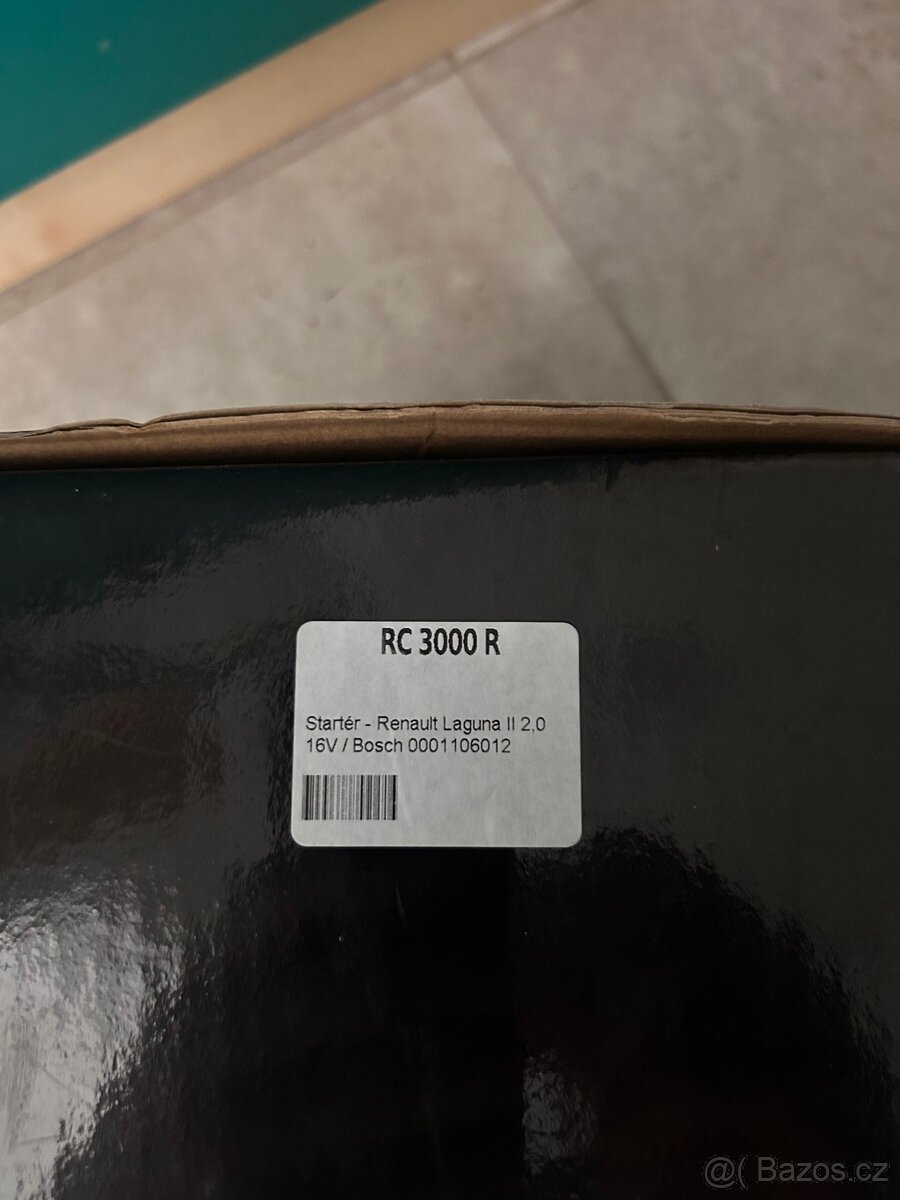 RC 3000 R
Startér - Renault Laguna II 2,0
16V / Bosch 0001106012
@( Bazos.cz